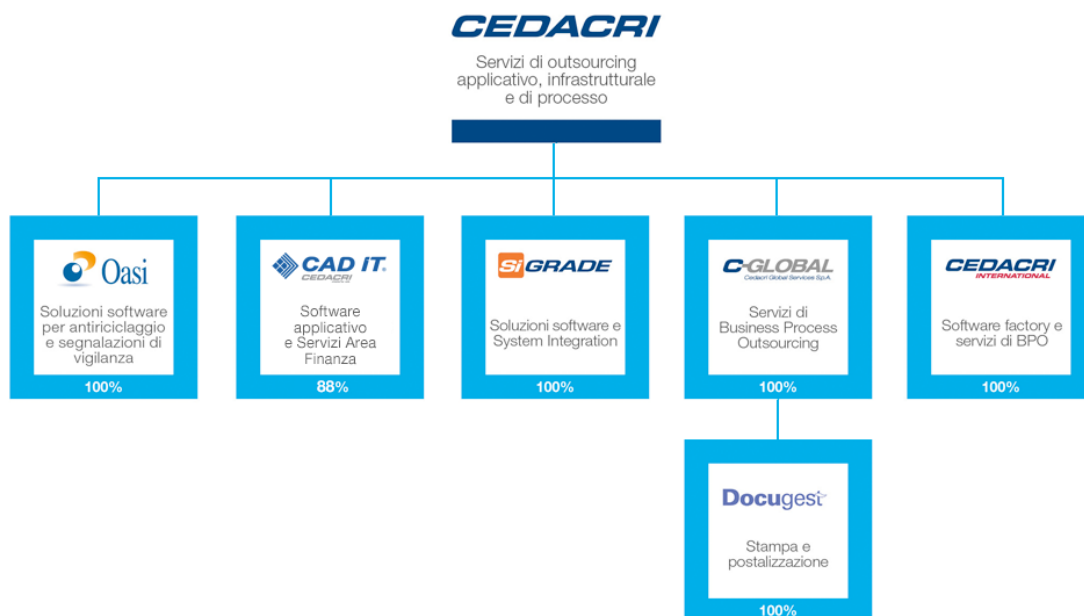 CEDACRI
Servizi di outsourcing
applicativo, infrastrutturale
e di processo
Oasi
Soluzioni software
per antiriciclaggio
e segnalazioni di
vigilanza
100%
CAD IT
CEDACRI
Software
applicativo
e Servizi Area
Finanza
88%
Si GRADE
Soluzioni software e
System Integration
100%
C-GLOBAL
Cedacri Global Services S.p.A.
Servizi di
Business Process
Outsourcing
100%
CEDACRI
INTERNATIONAL
Software factory e
servizi di BPO
100%
Docugest
Stampa e
postalizzazione
100%